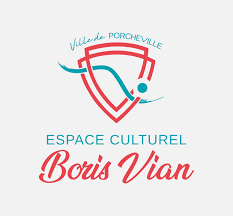 Ville de PORCHEVILLE
ESPACE CULTUREL
Boris Vian